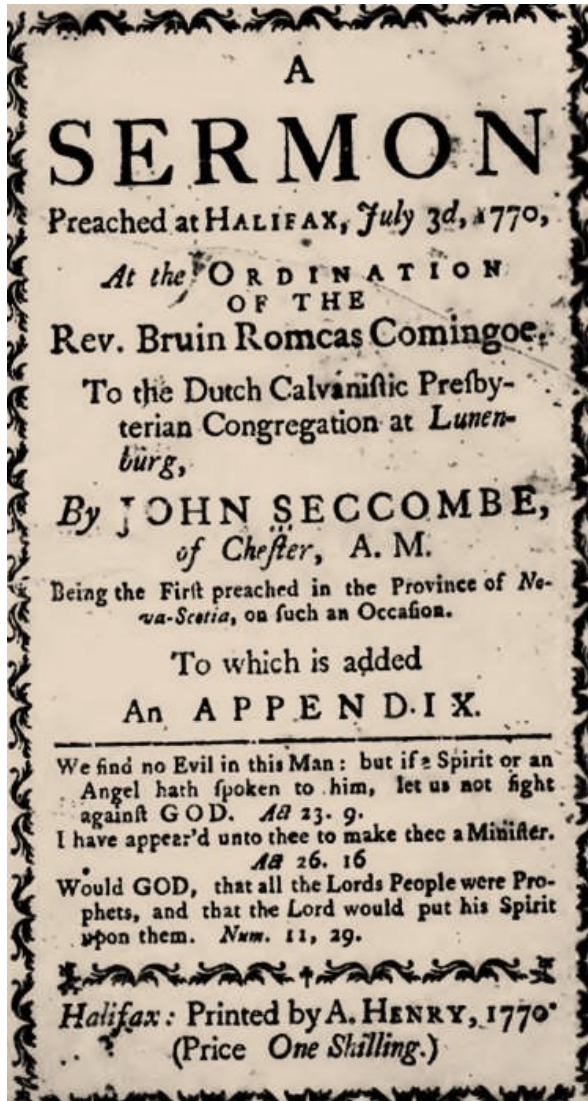 A
SERMON
Preached at HALIFAX, July 3d, 1770,
At the ORDINATION
OF THE
Rev. Bruin Romcas Comingoe,
To the Dutch Calviniſtic Preſby-
terian Congregation at Lunen-
burg,
By JOHN SECCOMBE,
of Cheſter, A. M.
Being the Firſt preached in the Province of No-
va-Scotia, on ſuch an Occaſion.
To which is added
An APPENDIX.
We find no Evil in this Man: but if a Spirit or an
Angel hath ſpoken to him, let us not fight
againſt GOD. Act 23. 9.
I have appear'd unto thee to make thee a Miniſter.
Act 26. 16
Would GOD, that all the Lords People were Pro-
phets, and that the Lord would put his Spirit
upon them. Num. 11, 29.
Halifax: Printed by A. HENRY, 1770
(Price One Shilling.)